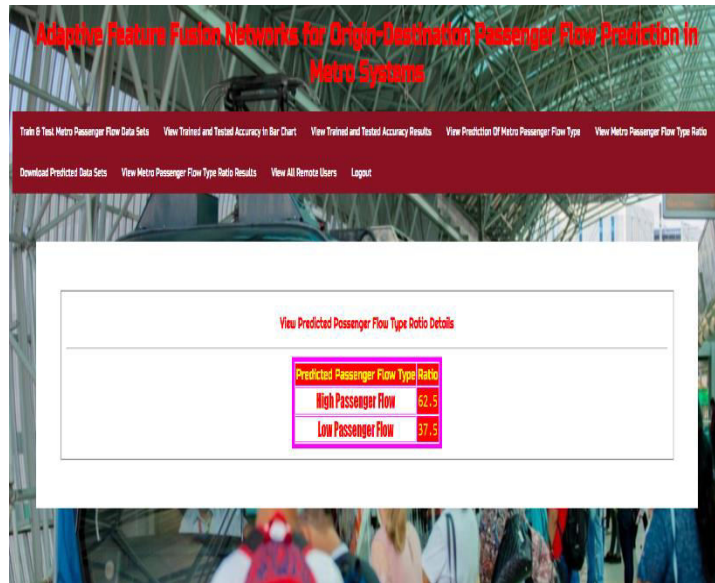 Adaptive Feature Fusion Networks for Origin-Destination Passenger Flow Prediction in
Metro Systems
Train & Test Metro Passenger Flow Data Sets View Trained and Tested Accuracy in Bar Chart View Trained and Tested Accuracy Results View Prediction Of Metro Passenger Flow Type View Metro Passenger Flow Type Ratio
Download Predicted Data Sets View Metro Passenger Flow Type Ratio Results View All Remote Users Logout
View Predicted Passenger Flow Type Ratio Details
Predicted Passenger Flow Type Ratio
High Passenger Flow 62.5
Low Passenger Flow 37.5